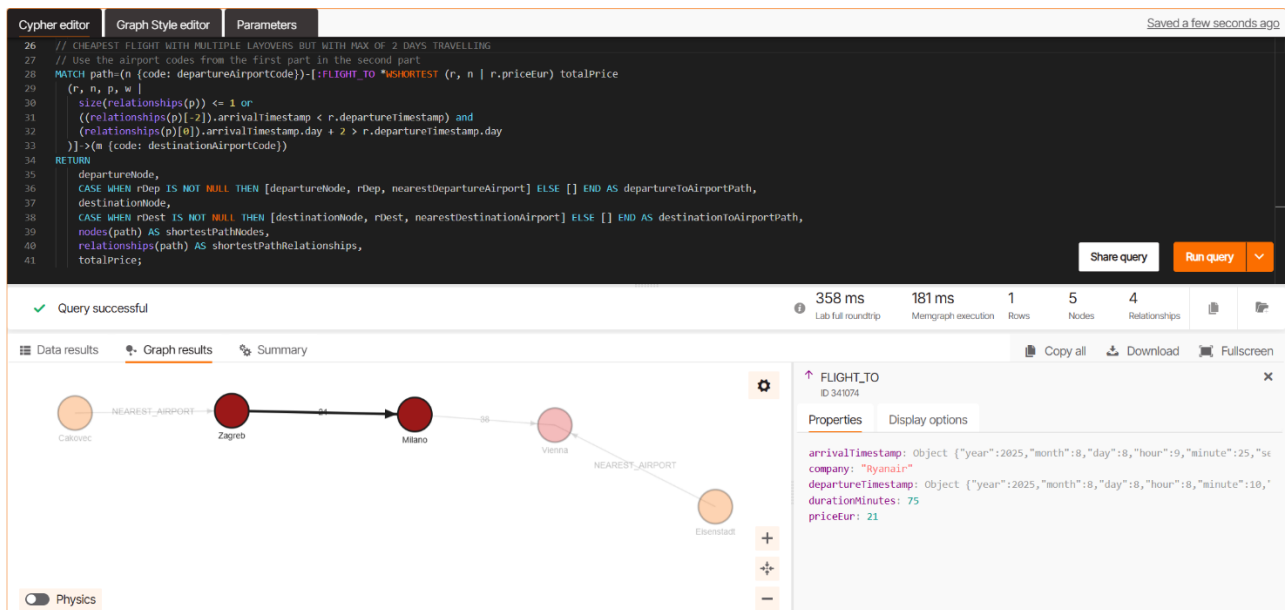 Cypher editor
Graph Style editor
Parameters
Saved a few seconds ago
26 // CHEAPEST FLIGHT WITH MULTIPLE LAYOVERS BUT WITH MAX OF 2 DAYS TRAVELLING
27 // Use the airport codes from the first part in the second part
28 MATCH path=(n {code: departureAirportCode})-[:FLIGHT_TO *WSHORTEST (r, n | r.priceEur) totalPrice
29 (r, n, p, w |
30 size(relationships(p)) <= 1 or
31 ((relationships(p)[-2]).arrivalTimestamp < r.departureTimestamp) and
32 (relationships(p)[0]).arrivalTimestamp.day + 2 > r.departureTimestamp.day
33 )]->(m {code: destinationAirportCode})
34 RETURN
35 departureNode,
36 CASE WHEN rDep IS NOT NULL THEN [departureNode, rDep, nearestDepartureAirport] ELSE [] END AS departureToAirportPath,
37 destinationNode,
38 CASE WHEN rDest IS NOT NULL THEN [destinationNode, rDest, nearestDestinationAirport] ELSE [] END AS destinationToAirportPath,
39 nodes(path) AS shortestPathNodes,
40 relationships(path) AS shortestPathRelationships,
41 totalPrice;
Share query
Run query
Query successful
358 ms
Lab full roundtrip
181 ms
Memgraph execution
1
Rows
5
Nodes
4
Relationships
Data results
Graph results
Summary
Copy all
Download
Fullscreen
NEAREST_AIRPORT
21
38
Cakovec
Zagreb
Milano
Vienna
NEAREST_AIRPORT
Eisenstadt
Physics
FLIGHT_TO
ID 341074
Properties
Display options
arrivalTimestamp: Object {"year":2025,"month":8,"day":8,"hour":9,"minute":25,"se
company: "Ryanair"
departureTimestamp: Object {"year":2025,"month":8,"day":8,"hour":8,"minute":10,"
durationMinutes: 75
priceEur: 21